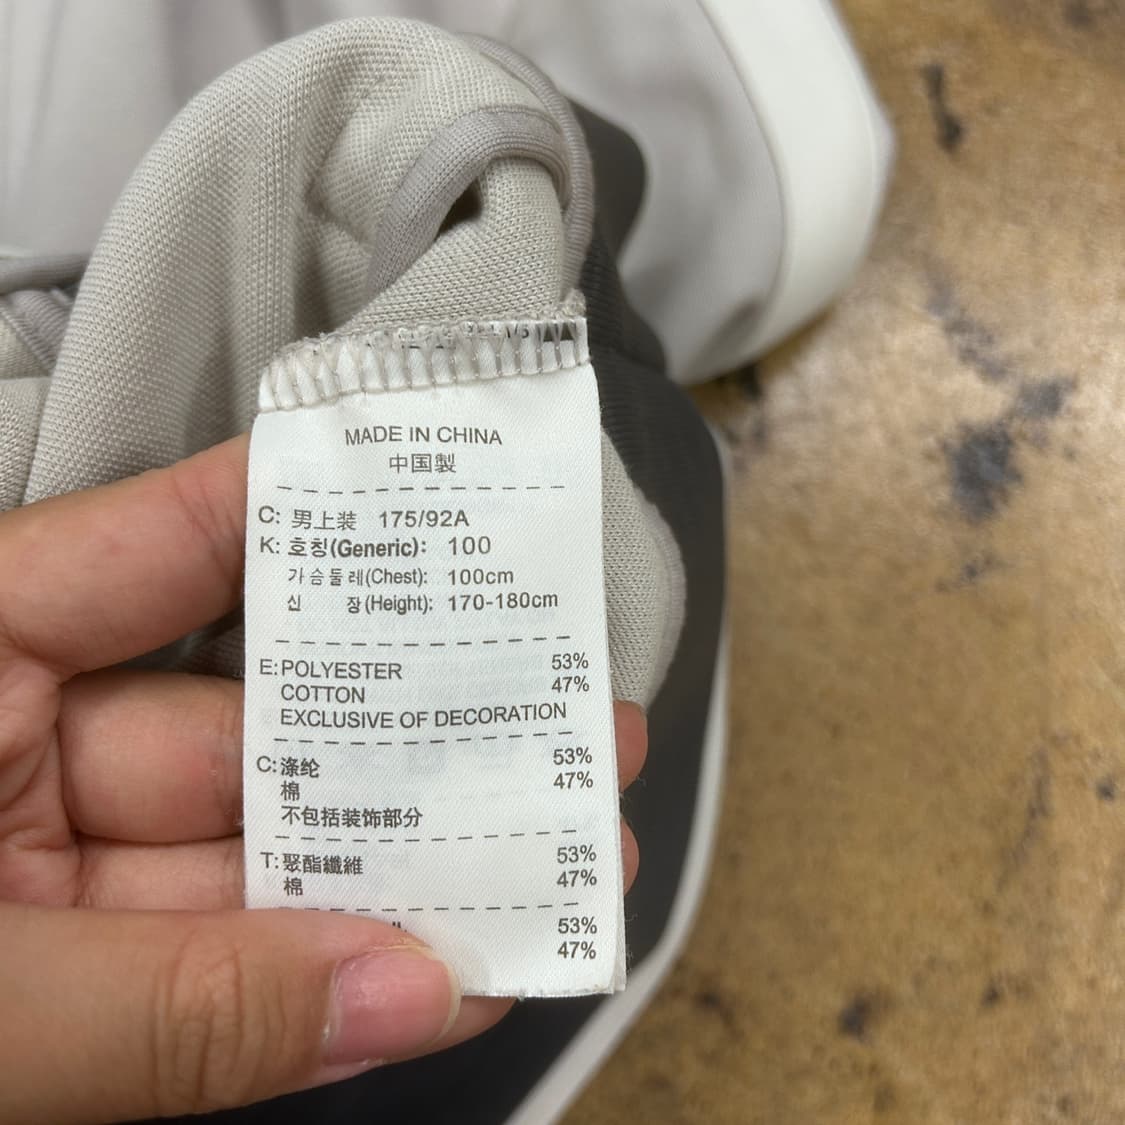 MADE IN CHINA
中国製
C: 男上装 175/92A
K: 호칭(Generic): 100
가슴둘레(Chest): 100cm
신 장(Height): 170-180cm
E: POLYESTER 53%
COTTON 47%
EXCLUSIVE OF DECORATION
C: 涤纶 53%
棉 47%
不包括装饰部分
T: 聚酯纖維 53%
棉 47%
53%
47%